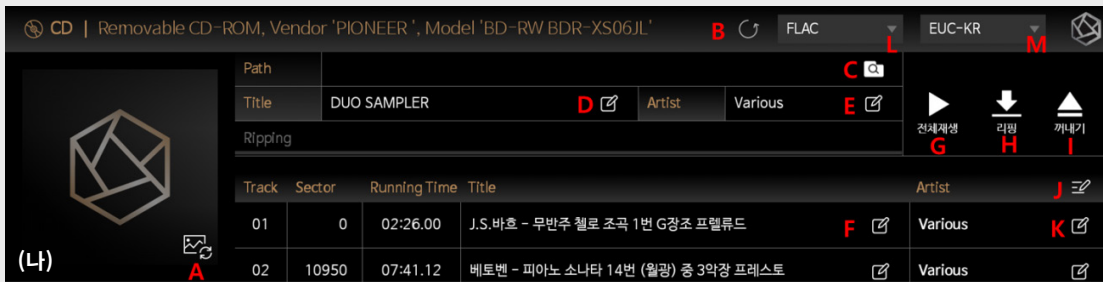 CD | Removable CD-ROM, Vendor 'PIONEER ', Model 'BD-RW BDR-XS06JL' B FLAC L EUC-KR M
Path C
Title DUO SAMPLER D Artist Various E
전체재생 리핑 꺼내기
G H I
Ripping
Track Sector Running Time Title Artist J
01 0 02:26.00 J.S.바흐 - 무반주 첼로 조곡 1번 G장조 프렐류드 F Various K
(나) A
02 10950 07:41.12 베토벤 - 피아노 소나타 14번 (월광) 중 3악장 프레스토 Various